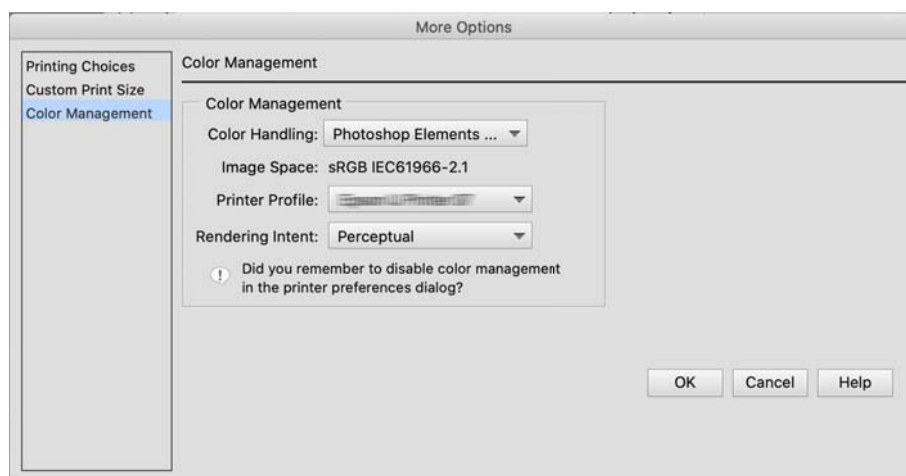 More Options
Printing Choices
Custom Print Size
Color Management
Color Management
Color Management
Color Handling: Photoshop Elements ...
Image Space: sRGB IEC61966-2.1
Printer Profile:
Rendering Intent: Perceptual
! Did you remember to disable color management
in the printer preferences dialog?
OK Cancel Help